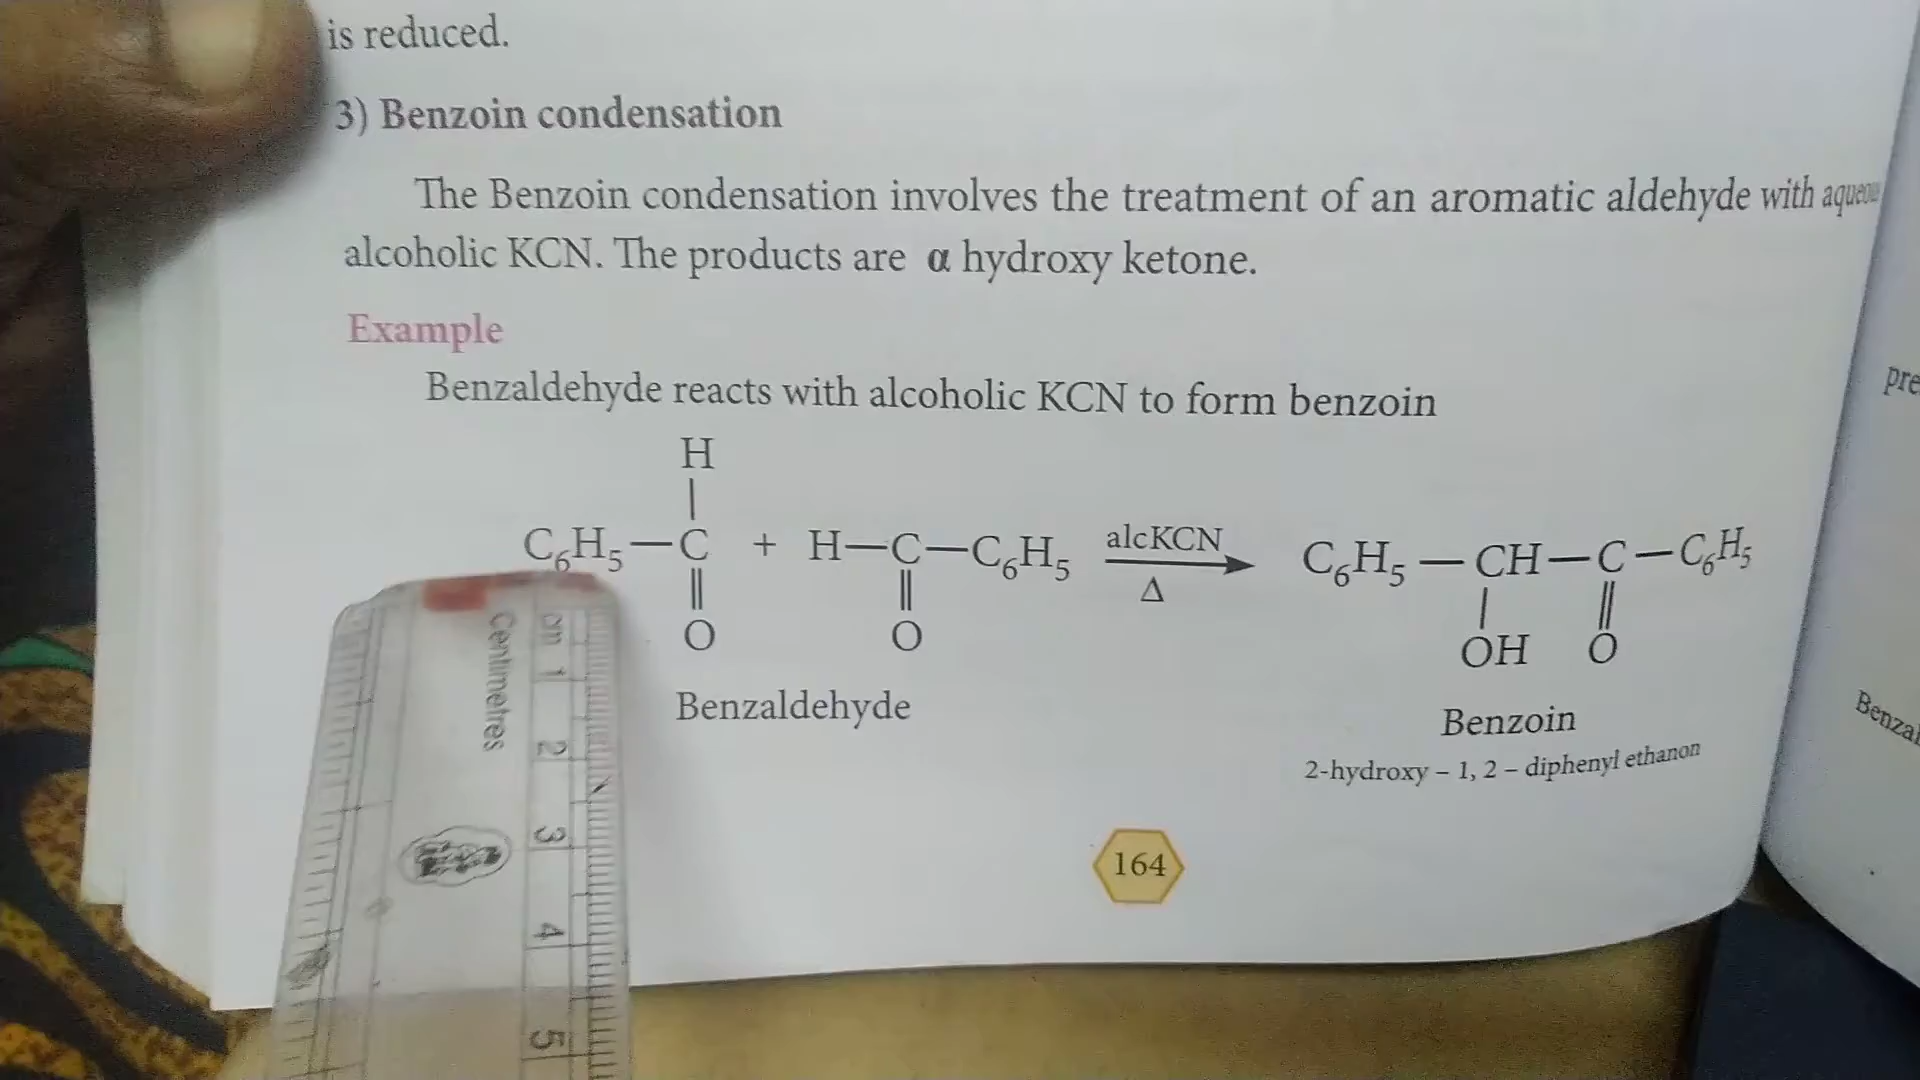 is reduced.
3) Benzoin condensation
The Benzoin condensation involves the treatment of an aromatic aldehyde with
alcoholic KCN. The products are α hydroxy ketone.
Example
Benzaldehyde reacts with alcoholic KCN to form benzoin
H
|
C₆H₅—C + H—C—C₆H₅ alcKCN → C₆H₅—CH—C—C₆H₅
|| || Δ | ||
O O OH O
Benzaldehyde Benzoin
2-hydroxy – 1, 2 – diphenyl ethanon
164
pre
Benzal
Centimetres
cm 1 2 3 4 5